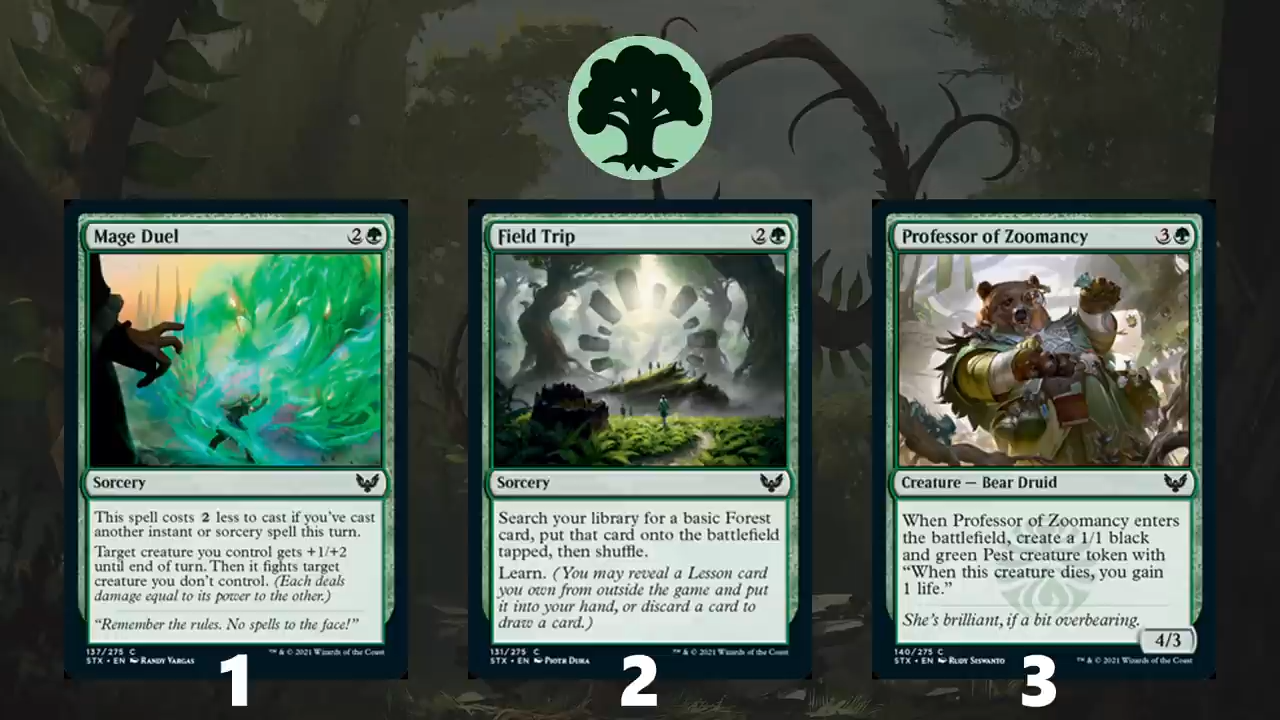 Mage Duel 2
Sorcery
This spell costs 2 less to cast if you've cast
another instant or sorcery spell this turn.
Target creature you control gets +1/+2
until end of turn. Then it fights target
creature you don't control. (Each deals
damage equal to its power to the other.)
"Remember the rules. No spells to the face!"
137/275 C
STX • EN RANDY VARGAS
™ & © 2021 Wizards of the Coast
1
Field Trip 2
Sorcery
Search your library for a basic Forest
card, put that card onto the battlefield
tapped, then shuffle.
Learn. (You may reveal a Lesson card
you own from outside the game and put
it into your hand, or discard a card to
draw a card.)
131/275 C
STX • EN PIOTR DURA
™ & © 2021 Wizards of the Coast
2
Professor of Zoomancy 3
Creature — Bear Druid
When Professor of Zoomancy enters
the battlefield, create a 1/1 black
and green Pest creature token with
"When this creature dies, you gain
1 life."
She's brilliant, if a bit overbearing.
4/3
140/275 C
STX • EN RUDY SISWANTO
™ & © 2021 Wizards of the Coast
3